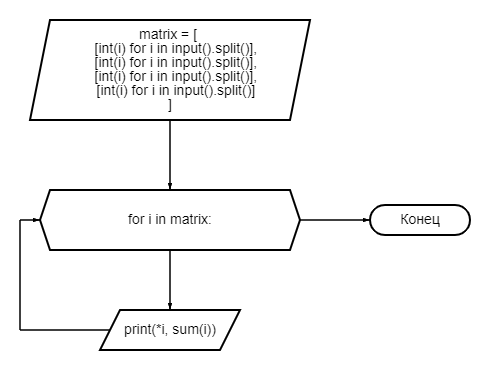 matrix = [
[int(i) for i in input().split()],
[int(i) for i in input().split()],
[int(i) for i in input().split()],
[int(i) for i in input().split()]
]
for i in matrix:
Конец
print(*i, sum(i))